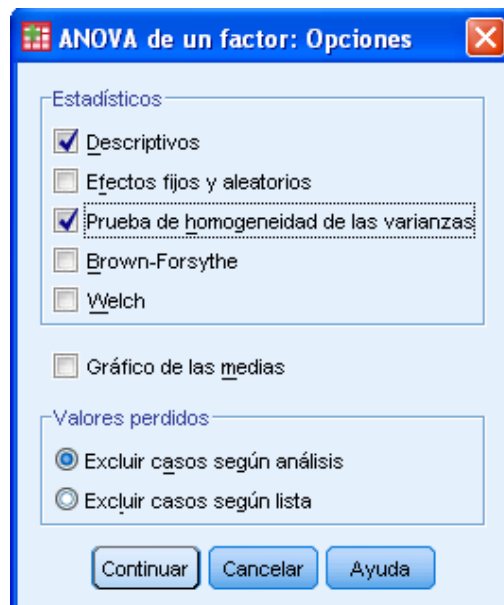 ANOVA de un factor: Opciones
Estadísticos
Descriptivos
Efectos fijos y aleatorios
Prueba de homogeneidad de las varianzas
Brown-Forsythe
Welch
Gráfico de las medias
Valores perdidos
Excluir casos según análisis
Excluir casos según lista
Continuar Cancelar Ayuda